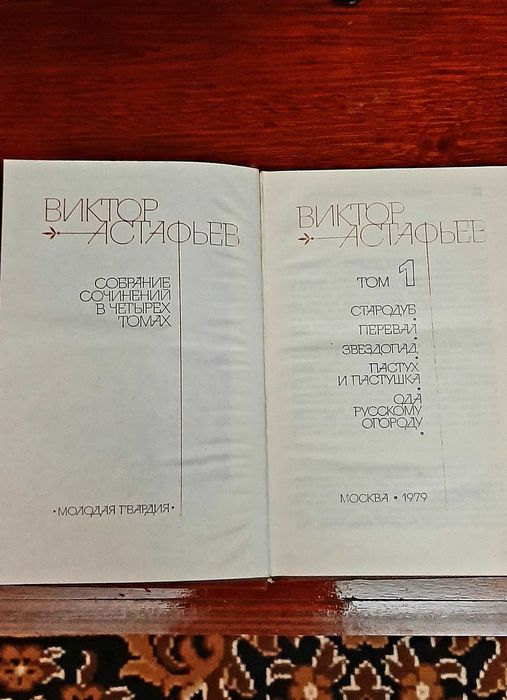 ВИКТОР
АСТАФЬЕВ
СОБРАНИЕ
СОЧИНЕНИЙ
В ЧЕТЫРЕХ
ТОМАХ
• МОЛОДАЯ ГВАРДИЯ •
ВИКТОР
АСТАФЬЕВ
ТОМ 1
СТАРОДУБ
•
ПЕРЕВАЛ
•
ЗВЕЗДОПАД
•
ПАСТУХ
И ПАСТУШКА
•
ОДА
РУССКОМУ
ОГОРОДУ
•
МОСКВА • 1979